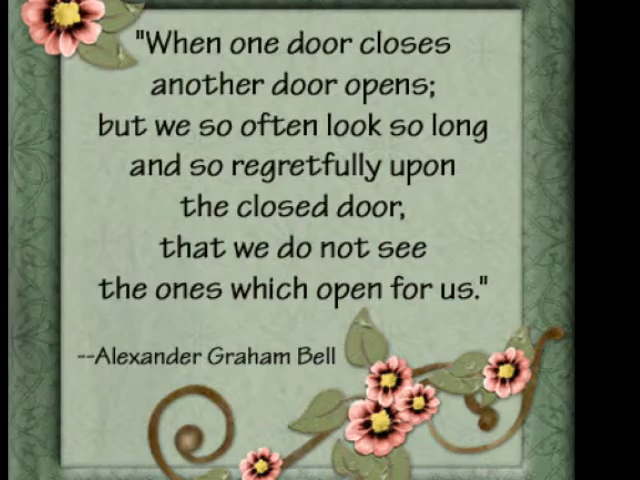 "When one door closes
another door opens;
but we so often look so long
and so regretfully upon
the closed door,
that we do not see
the ones which open for us."
--Alexander Graham Bell